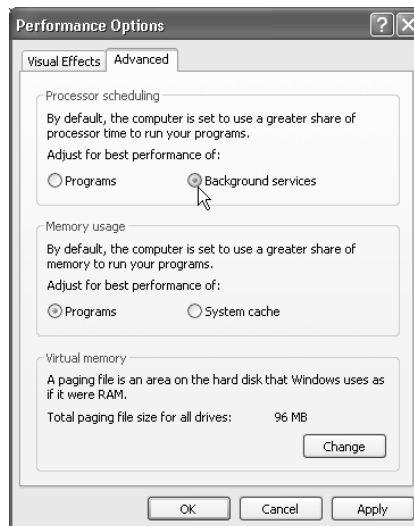 Performance Options
Visual Effects Advanced
Processor scheduling
By default, the computer is set to use a greater share of
processor time to run your programs.
Adjust for best performance of:
Programs Background services
Memory usage
By default, the computer is set to use a greater share of
memory to run your programs.
Adjust for best performance of:
Programs System cache
Virtual memory
A paging file is an area on the hard disk that Windows uses as
if it were RAM.
Total paging file size for all drives: 96 MB
Change
OK Cancel Apply